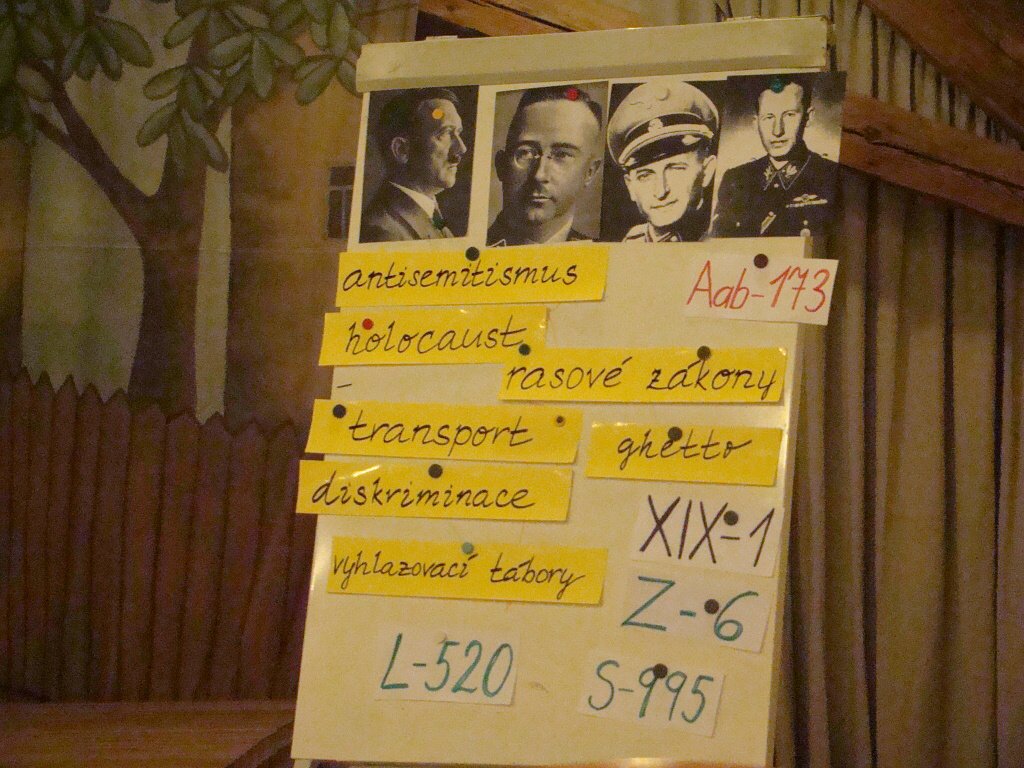 antisemitismus
Aab-173
holocaust
rasové zákony
transport
ghetto
diskriminace
XIX-1
vyhlazovací tábory
Z-6
L-520
S-995